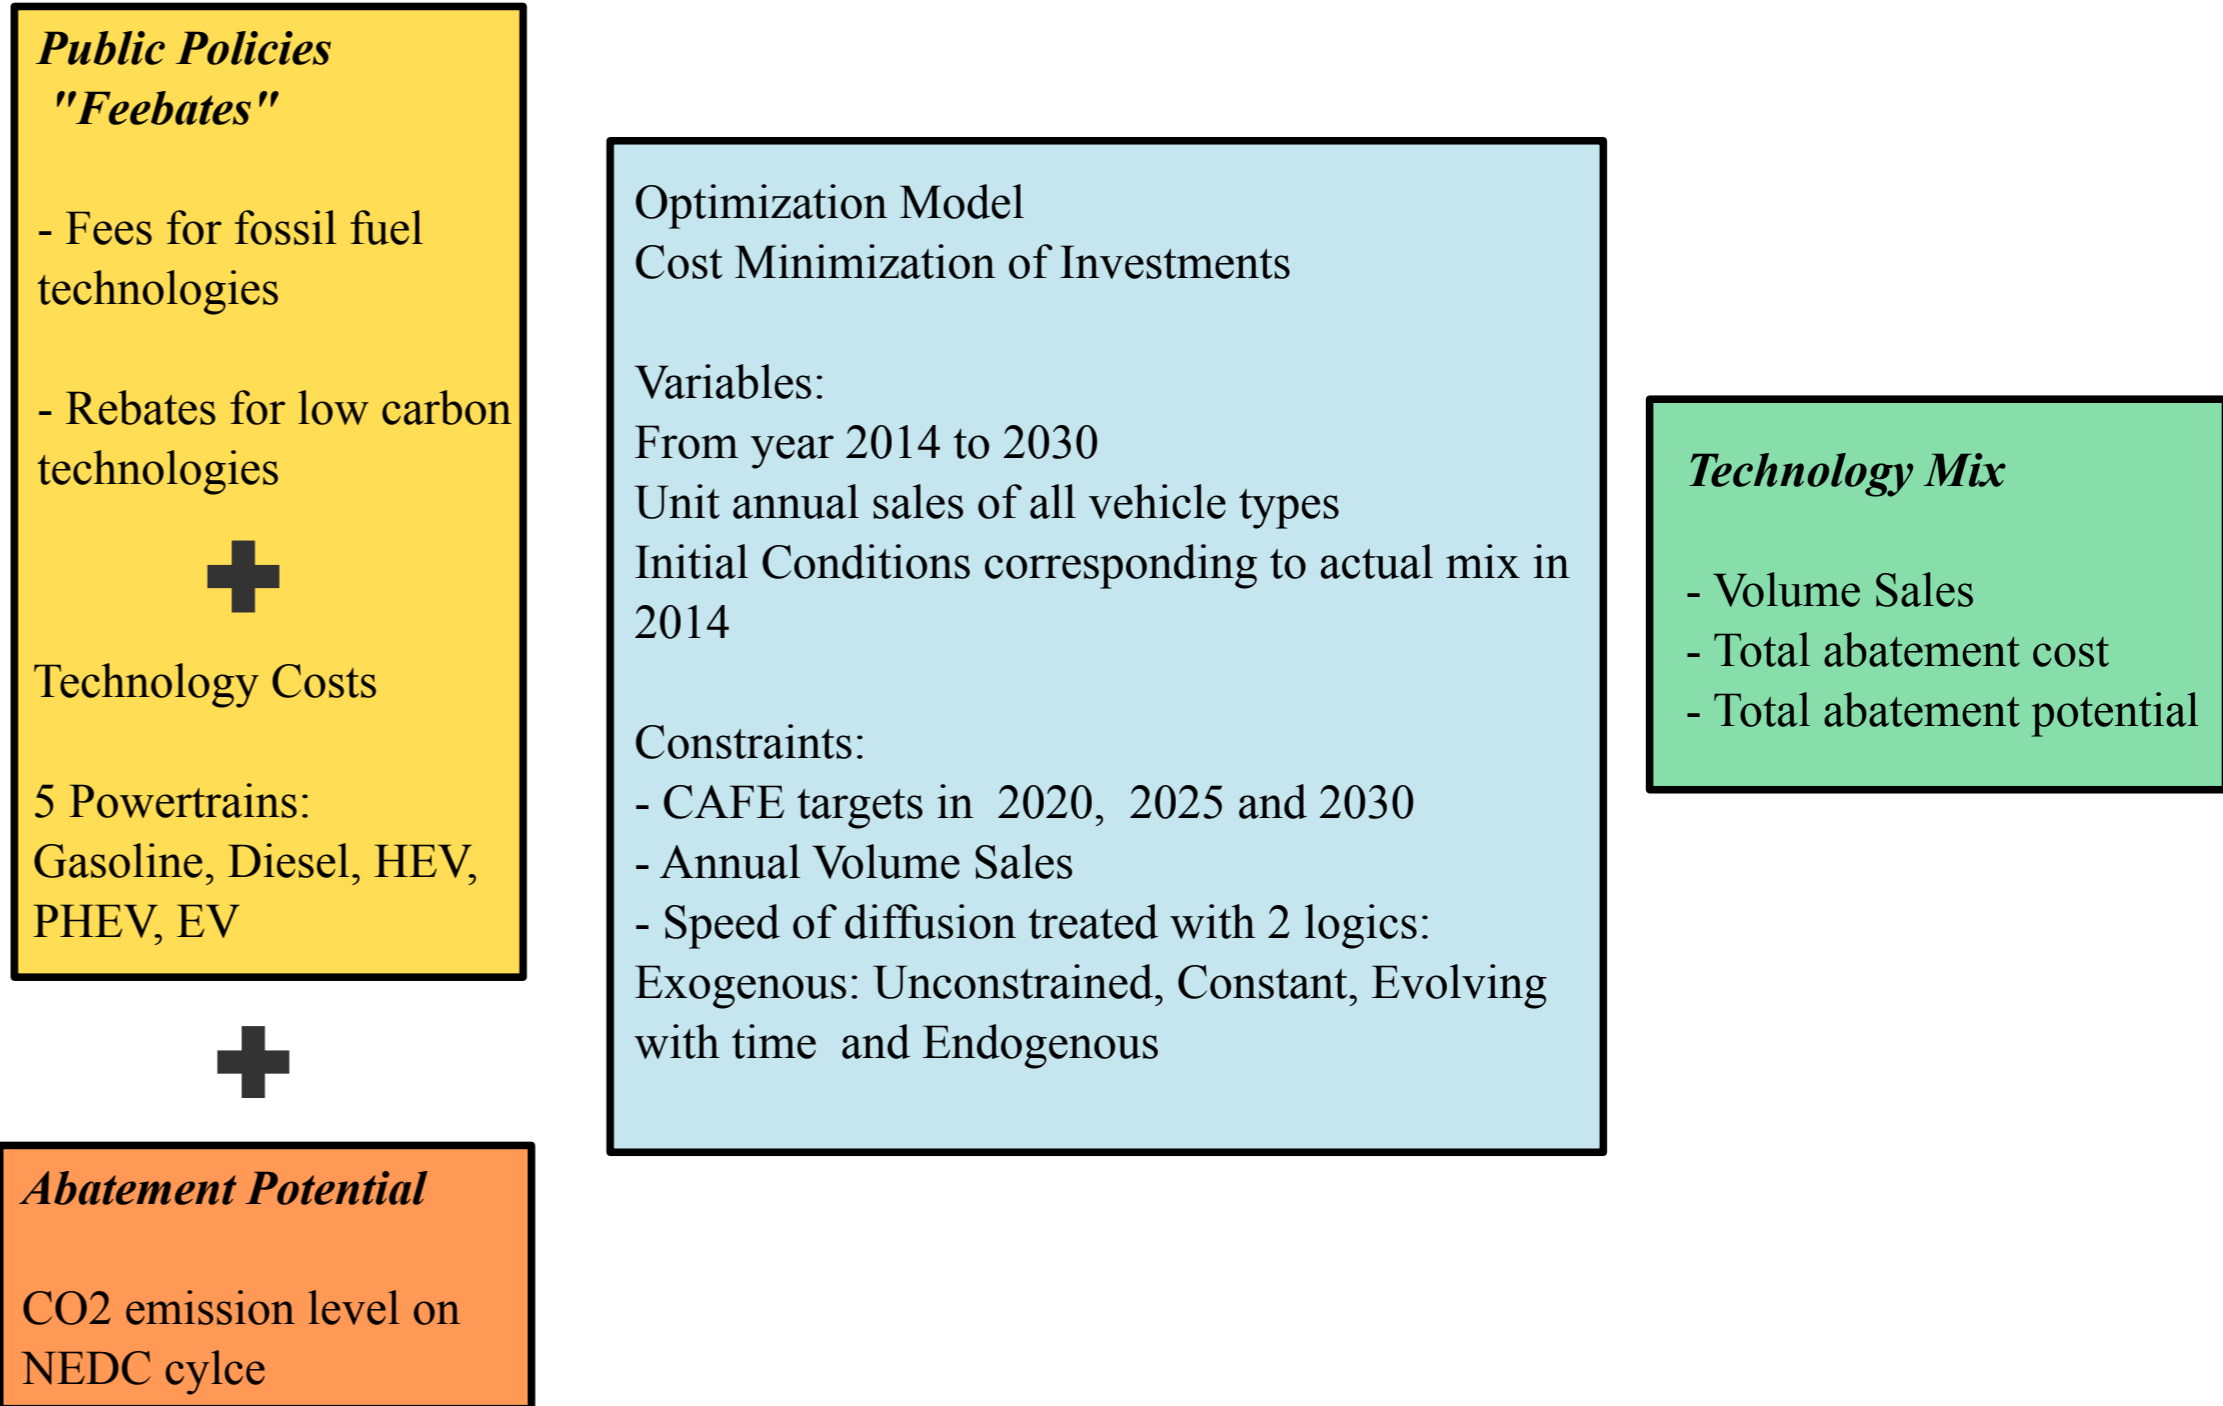 Public Policies
"Feebates"
- Fees for fossil fuel
technologies
- Rebates for low carbon
technologies
Technology Costs
5 Powertrains:
Gasoline, Diesel, HEV,
PHEV, EV
Abatement Potential
CO2 emission level on
NEDC cylce
Optimization Model
Cost Minimization of Investments
Variables:
From year 2014 to 2030
Unit annual sales of all vehicle types
Initial Conditions corresponding to actual mix in
2014
Constraints:
- CAFE targets in  2020,  2025 and 2030
- Annual Volume Sales
- Speed of diffusion treated with 2 logics:
Exogenous: Unconstrained, Constant, Evolving
with time  and Endogenous
Technology Mix
- Volume Sales
- Total abatement cost
- Total abatement potential